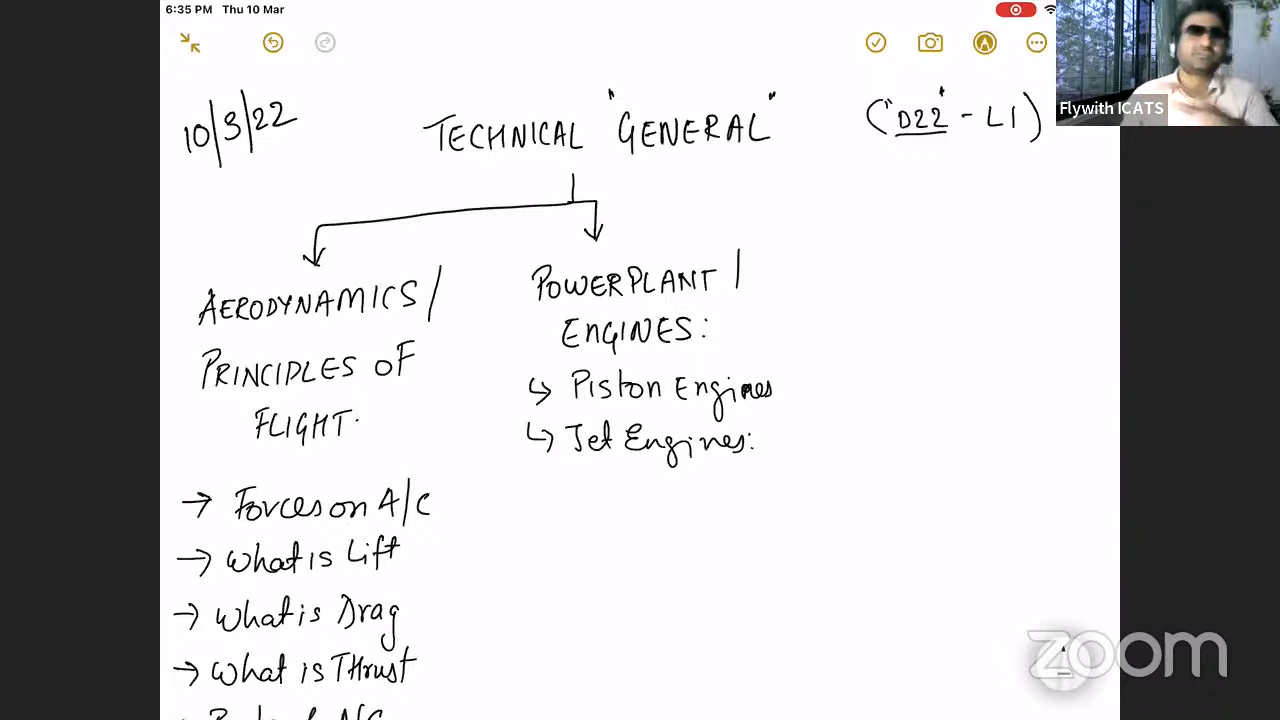 6:35 PM Thu 10 Mar
Flywith ICATS
10/3/22
TECHNICAL "GENERAL"
("D22" - L1)
AERODYNAMICS/
PRINCIPLES OF
FLIGHT.
POWERPLANT/
ENGINES:
↳ Piston Engines
↳ Jet Engines:
→ Forces on A/C
→ What is Lift
→ What is Drag
→ What is Thrust
zoom